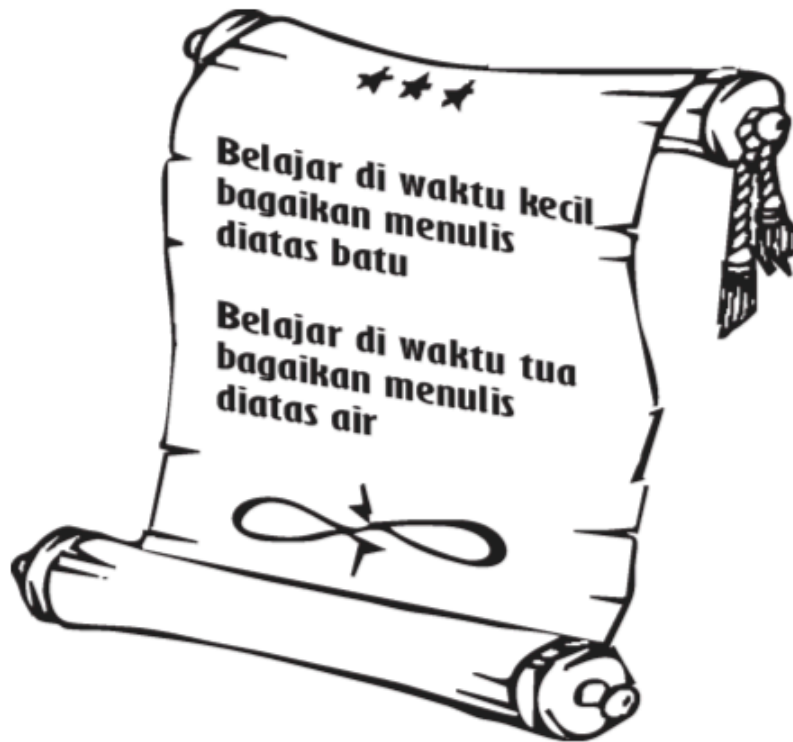 Belajar di waktu kecil
bagaikan menulis
diatas batu
Belajar di waktu tua
bagaikan menulis
diatas air